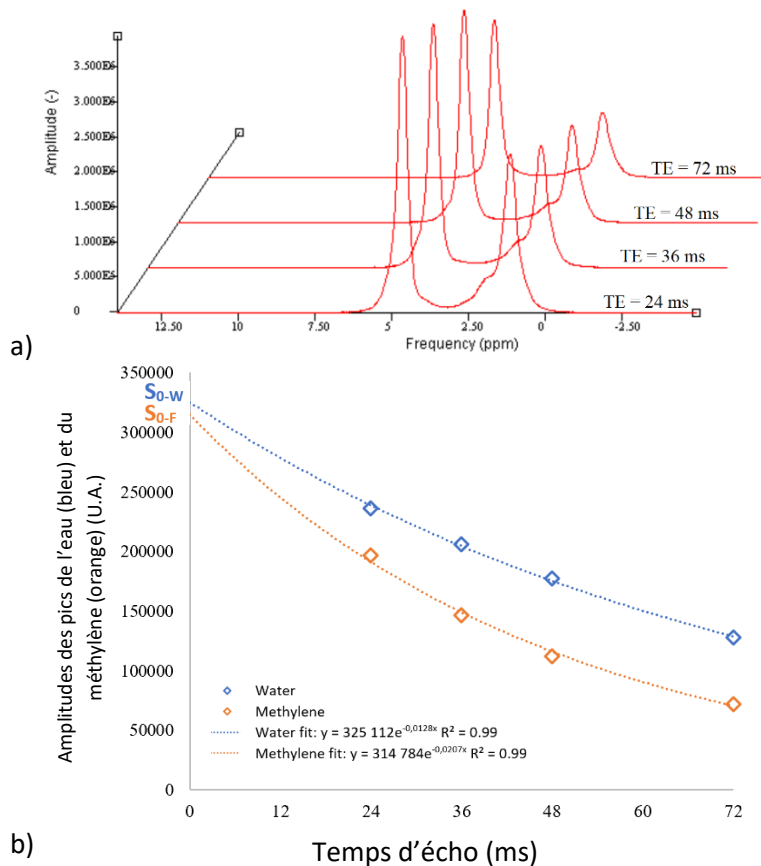 Amplitude (-)
3.500E6
3.000E6
2.500E6
2.000E6
1.500E6
1.000E6
5.000E5
0
TE = 72 ms
TE = 48 ms
TE = 36 ms
TE = 24 ms
12.50
10
7.50
5
2.50
0
-2.50
Frequency (ppm)
a)
Amplitudes des pics de l'eau (bleu) et du
méthylène (orange) (U.A.)
350000
300000
250000
200000
150000
100000
50000
0
S0-W
S0-F
Water
Methylene
Water fit: y = 325 112e-0,0128x R² = 0.99
Methylene fit: y = 314 784e-0,0207x R² = 0.99
0
12
24
36
48
60
72
b)
Temps d'écho (ms)